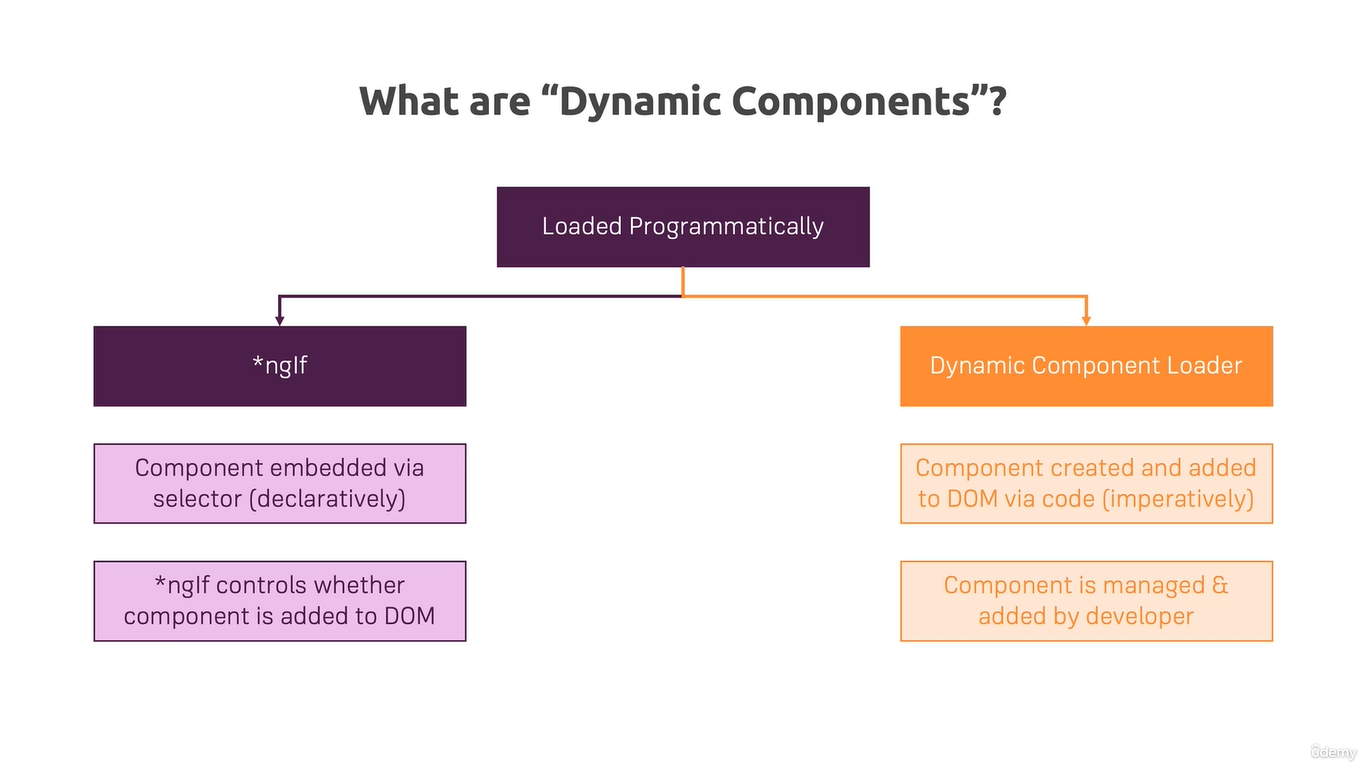 What are “Dynamic Components”?
Loaded Programmatically
*ngIf
Dynamic Component Loader
Component embedded via
selector (declaratively)
Component created and added
to DOM via code (imperatively)
*ngIf controls whether
component is added to DOM
Component is managed &
added by developer
ûdemy